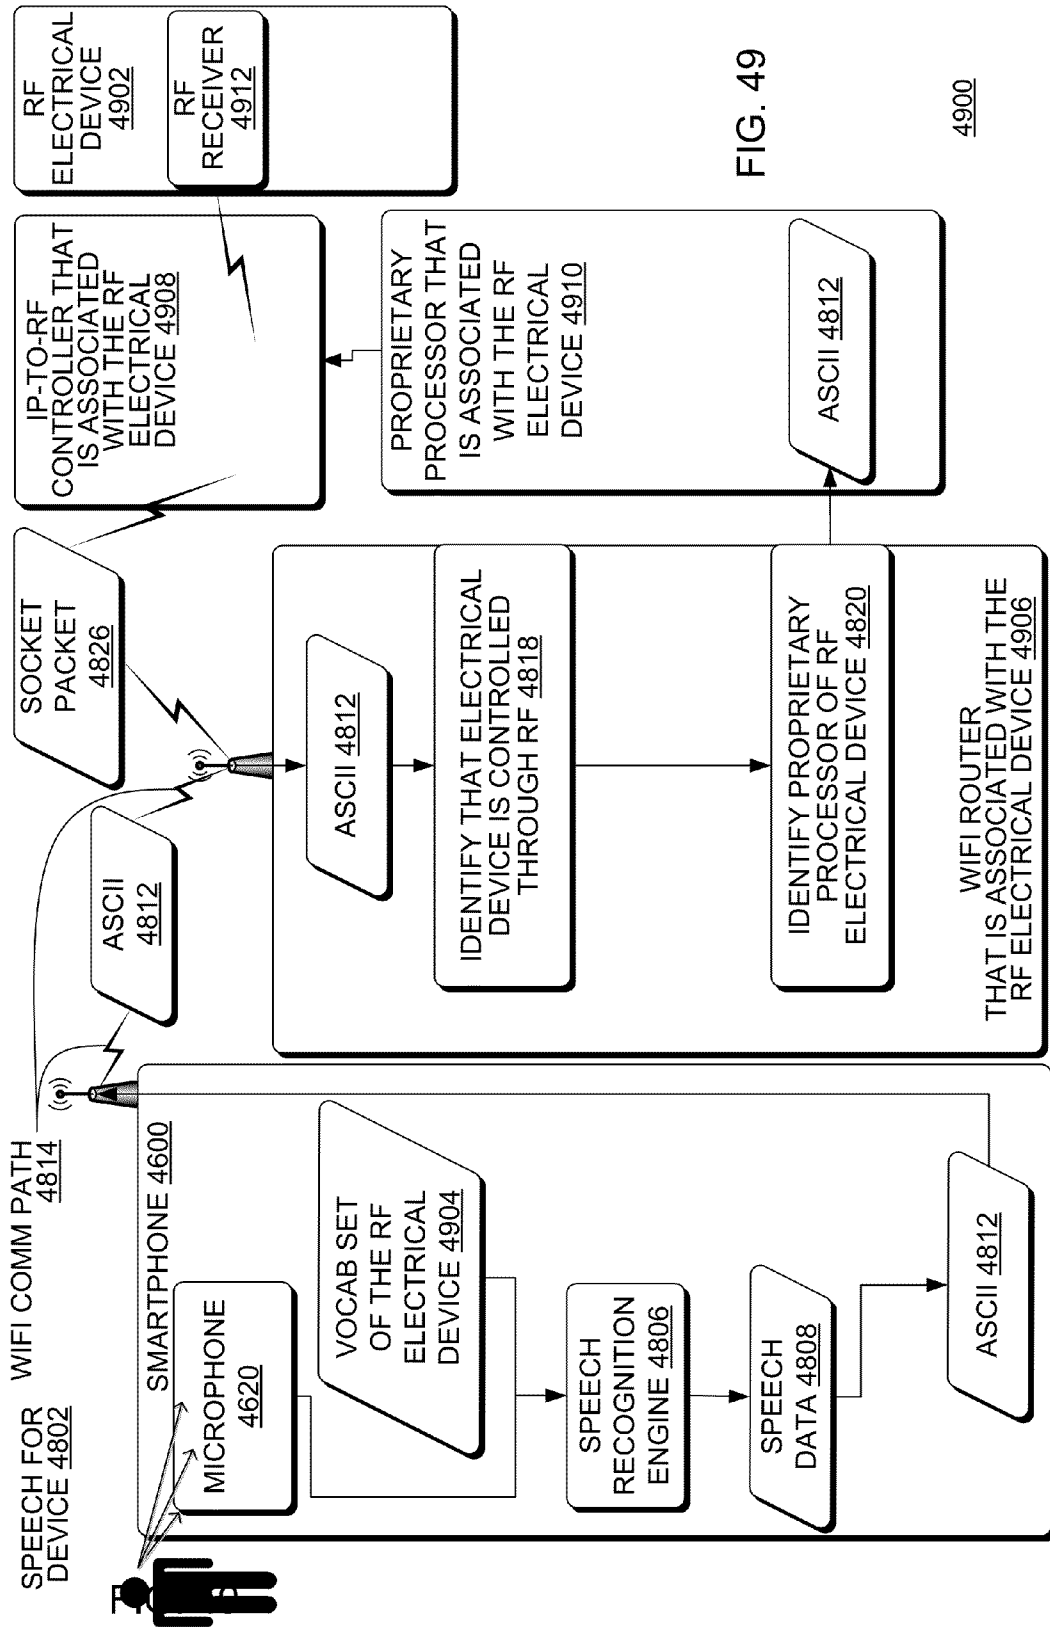 SPEECH FOR
DEVICE 4802
WIFI COMM PATH
4814
SMARTPHONE 4600
MICROPHONE
4620
VOCAB SET
OF THE RF
ELECTRICAL
DEVICE 4904
SPEECH
RECOGNITION
ENGINE 4806
SPEECH
DATA 4808
ASCII 4812
ASCII
4812
SOCKET
PACKET
4826
ASCII 4812
IDENTIFY THAT ELECTRICAL
DEVICE IS CONTROLLED
THROUGH RF 4818
IDENTIFY PROPRIETARY
PROCESSOR OF RF
ELECTRICAL DEVICE 4820
WIFI ROUTER
THAT IS ASSOCIATED WITH THE
RF ELECTRICAL DEVICE 4906
IP-TO-RF
CONTROLLER THAT
IS ASSOCIATED
WITH THE RF
ELECTRICAL
DEVICE 4908
PROPRIETARY
PROCESSOR THAT
IS ASSOCIATED
WITH THE RF
ELECTRICAL
DEVICE 4910
ASCII 4812
RF
ELECTRICAL
DEVICE
4902
RF
RECEIVER
4912
FIG. 49
4900